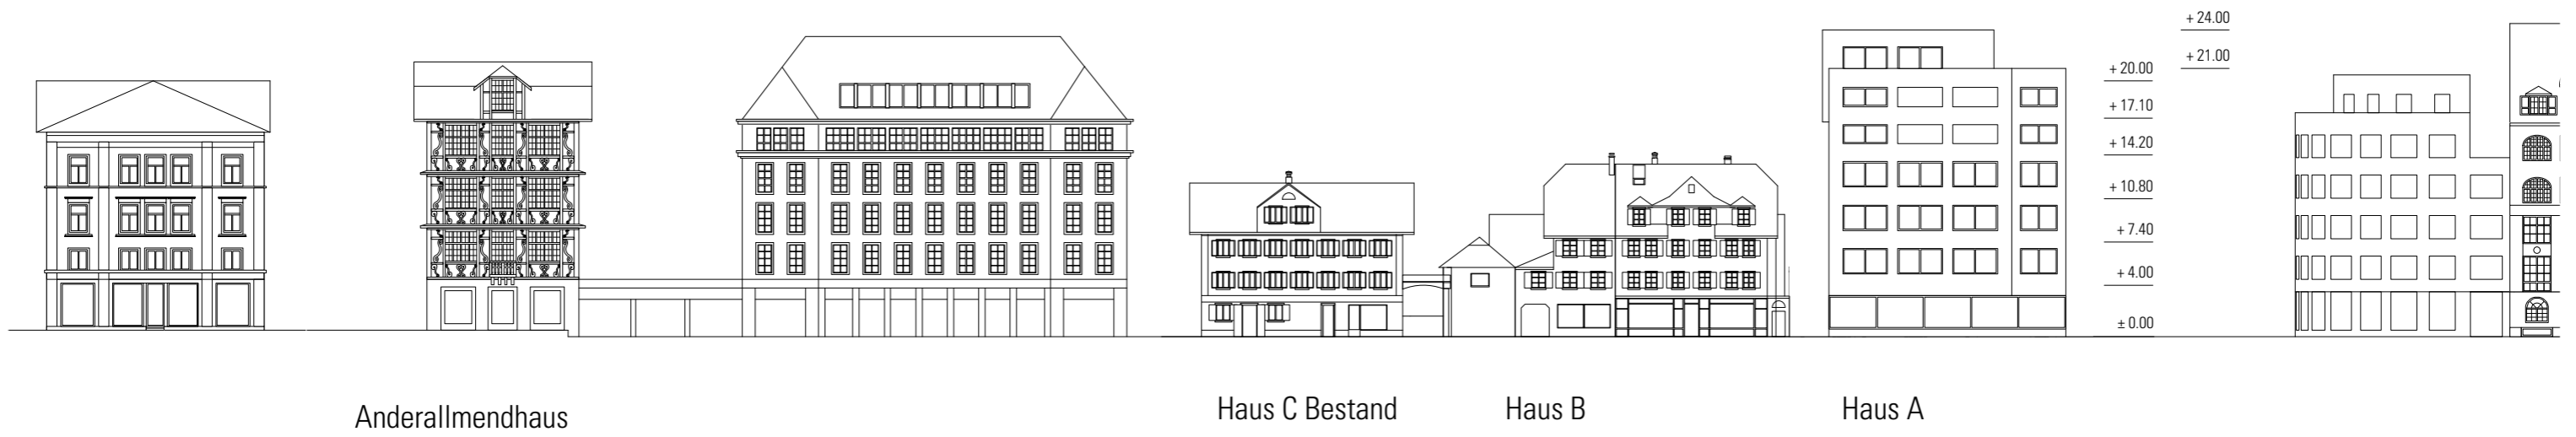 + 24.00
+ 21.00
+ 20.00
+ 17.10
+ 14.20
+ 10.80
+ 7.40
+ 4.00
± 0.00
Anderallmendhaus
Haus C Bestand
Haus B
Haus A